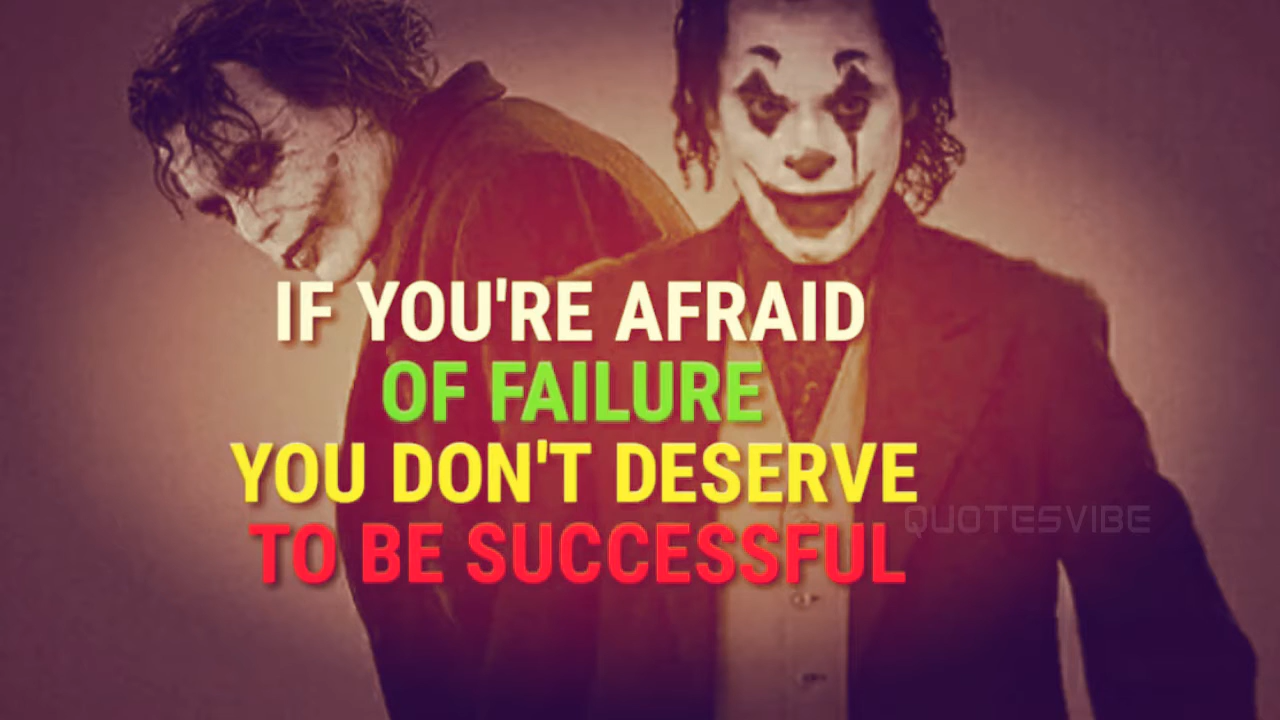 IF YOU'RE AFRAID
OF FAILURE
YOU DON'T DESERVE
QUOTESVIBE
TO BE SUCCESSFUL